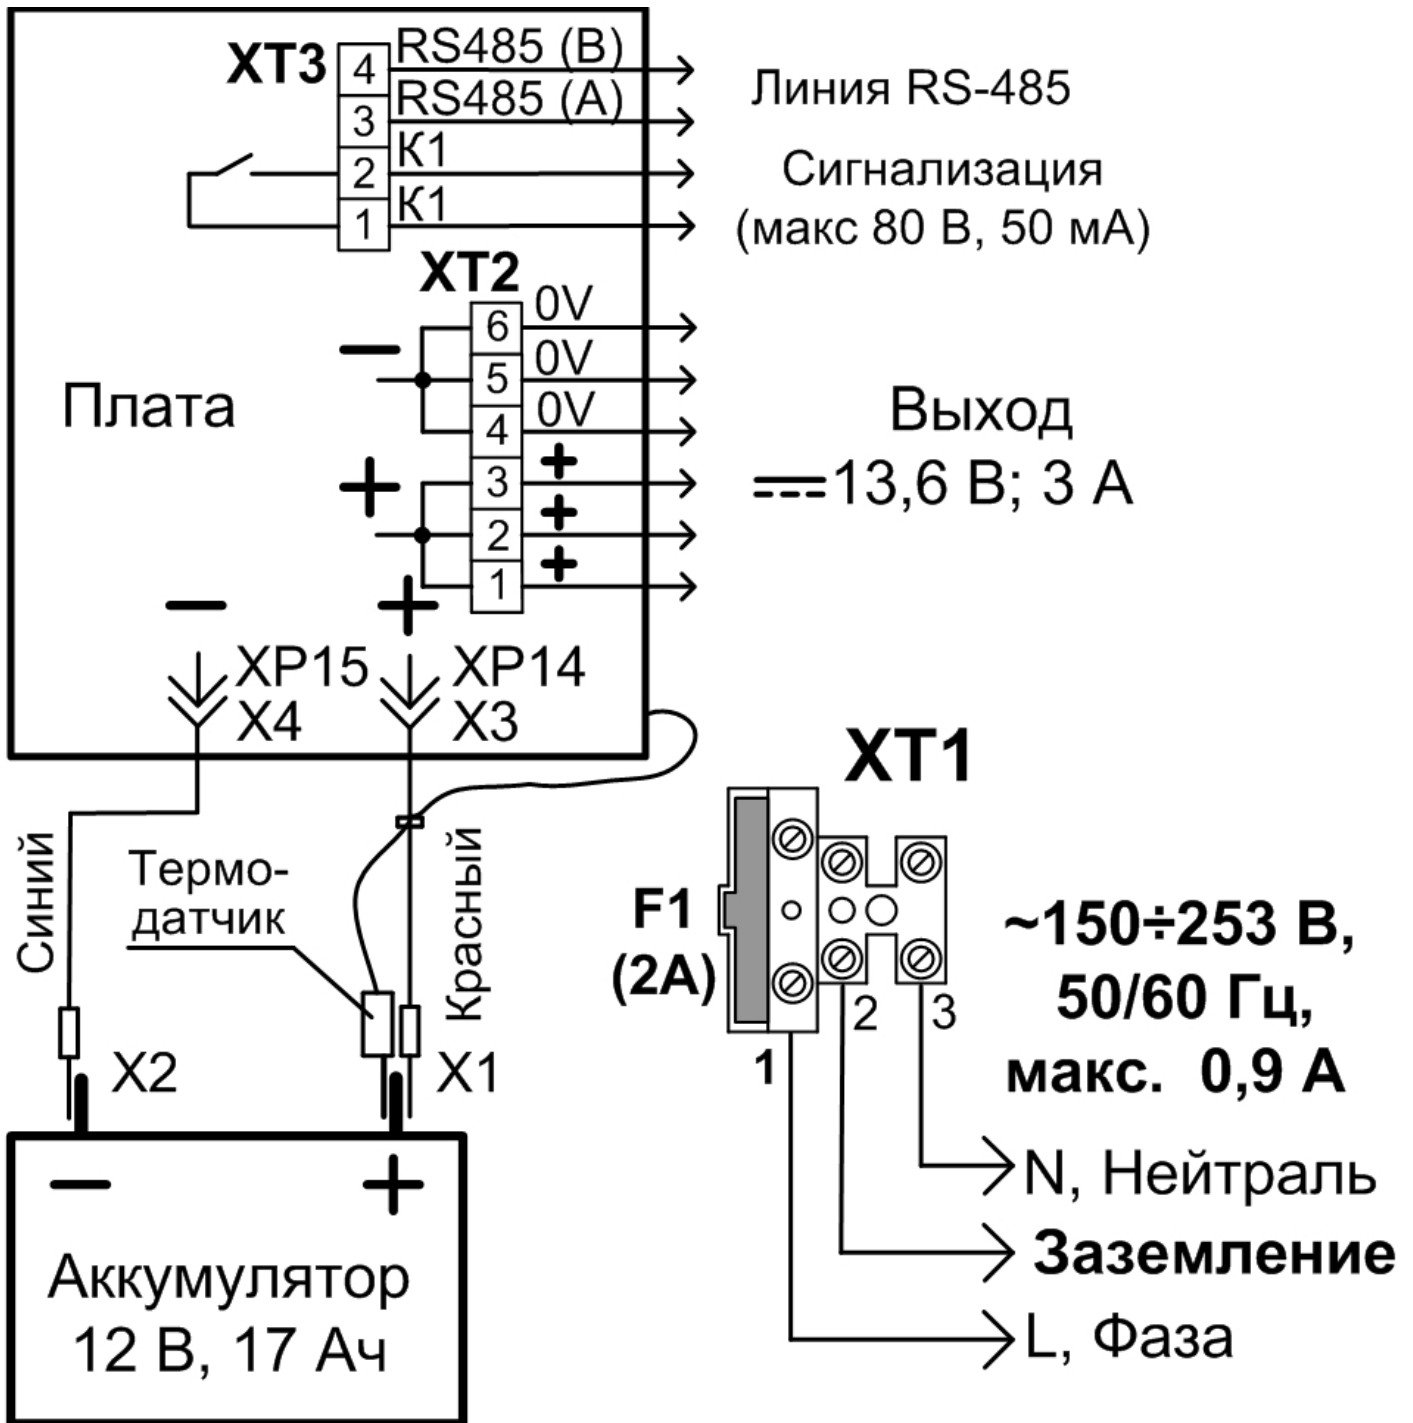 XT3
4
RS485 (B)
3
RS485 (A)
2
К1
1
К1
Линия RS-485
Сигнализация
(макс 80 В, 50 мА)
XT2
6
0V
5
0V
4
0V
3
+
2
+
1
+
−
+
Плата
Выход
13,6 В; 3 А
−
+
XP15
X4
XP14
X3
Синий
Термо-
датчик
Красный
X2
X1
−
+
Аккумулятор
12 В, 17 Ач
XT1
F1
(2A)
1
2
3
~150÷253 В,
50/60 Гц,
макс. 0,9 А
N, Нейтраль
Заземление
L, Фаза